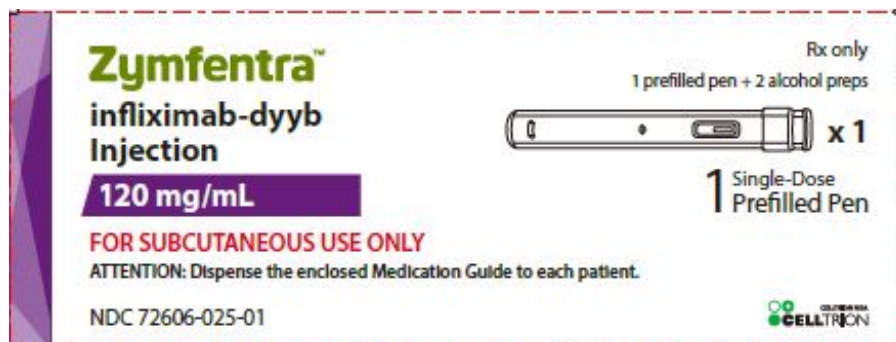 Zymfentra™
infliximab-dyyb
Injection
120 mg/mL
FOR SUBCUTANEOUS USE ONLY
ATTENTION: Dispense the enclosed Medication Guide to each patient.
NDC 72606-025-01
Rx only
1 prefilled pen + 2 alcohol preps
x 1
1 Single-Dose
Prefilled Pen
CELLTRION USA
CELLTRION